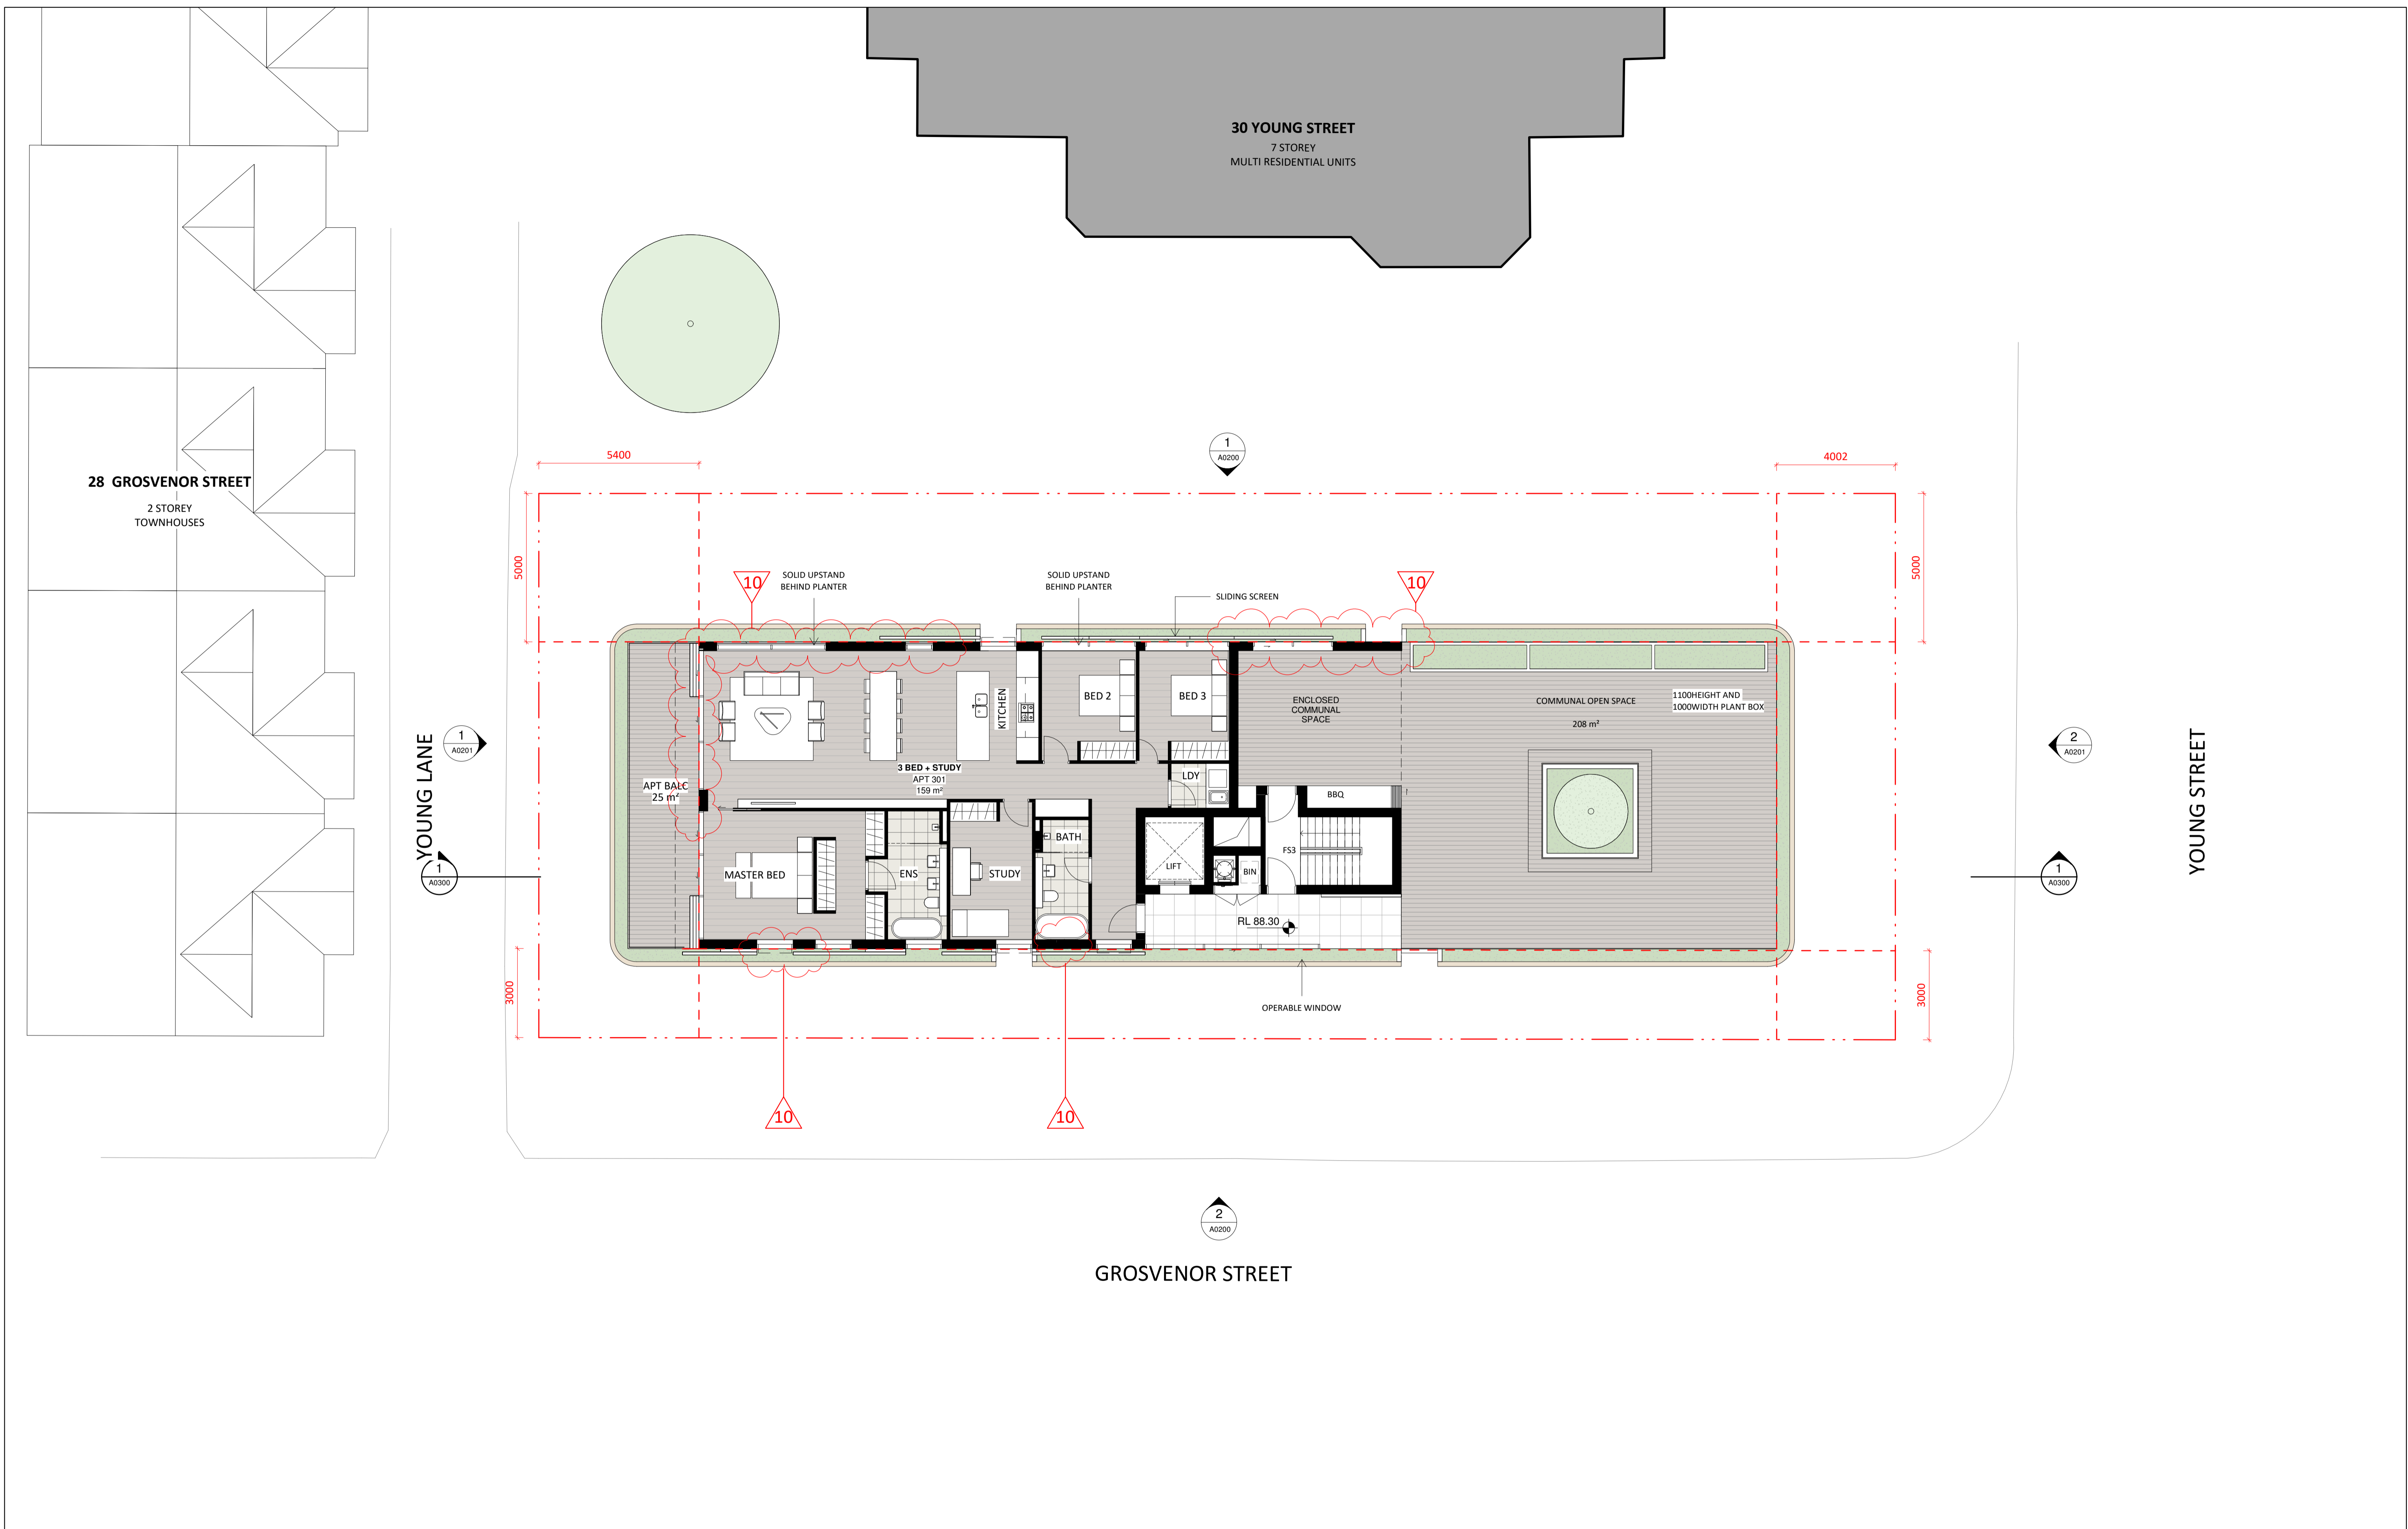 30 YOUNG STREET
7 STOREY
MULTI RESIDENTIAL UNITS
28 GROSVENOR STREET
2 STOREY
TOWNHOUSES
1
A0200
5400
4002
5000
5000
10
SOLID UPSTAND
BEHIND PLANTER
SOLID UPSTAND
BEHIND PLANTER
SLIDING SCREEN
10
KITCHEN
BED 2
BED 3
ENCLOSED
COMMUNAL
SPACE
COMMUNAL OPEN SPACE
208 m²
1100HEIGHT AND
1000WIDTH PLANT BOX
YOUNG LANE
1
A0201
2
A0201
YOUNG STREET
APT BALC
25 m²
3 BED + STUDY
APT 301
159 m²
LDY
BBQ
BATH
FS3
LIFT
BIN
MASTER BED
ENS
STUDY
1
A0300
1
A0300
RL 88.30
3000
3000
OPERABLE WINDOW
10
10
2
A0200
GROSVENOR STREET